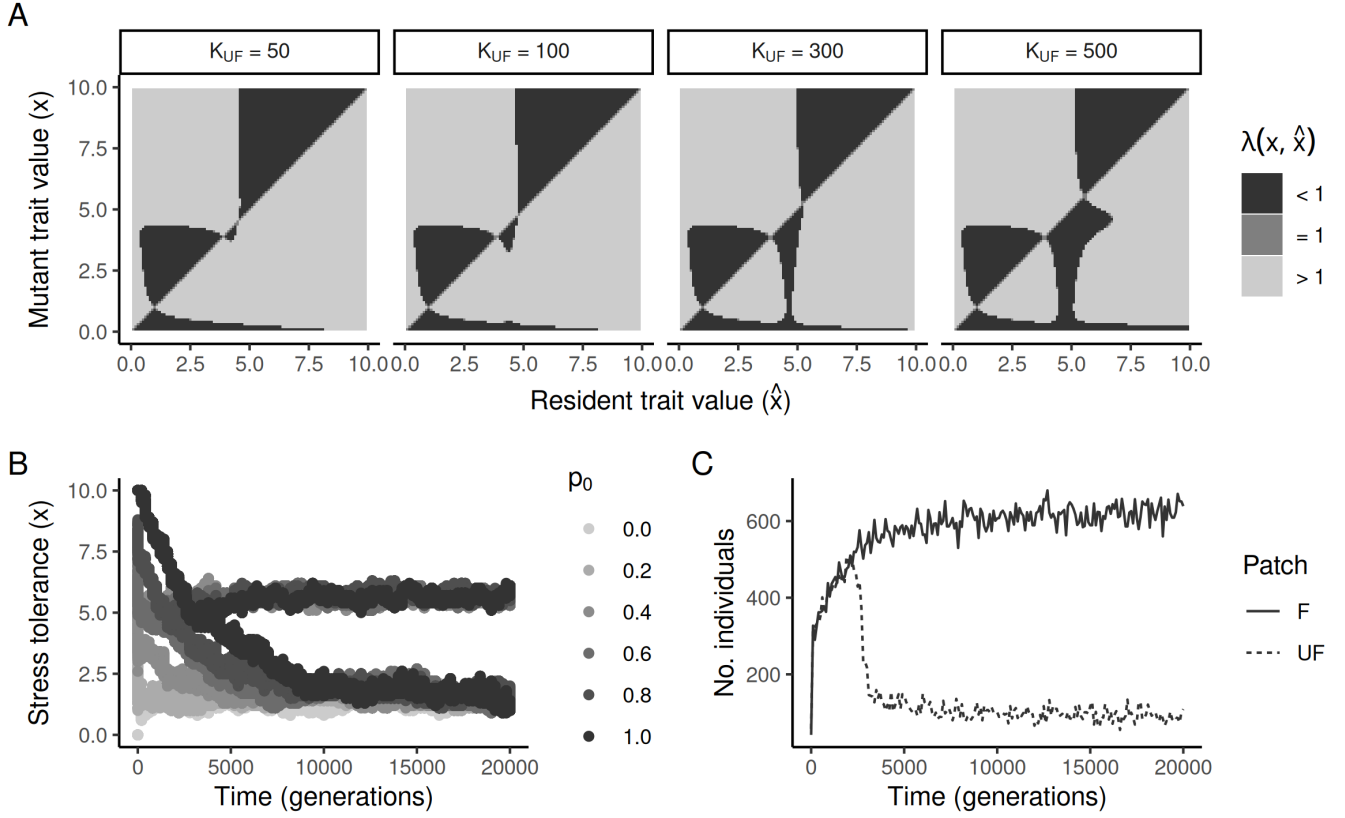 A
K_UF = 50
K_UF = 100
K_UF = 300
K_UF = 500
Mutant trait value (x)
10.0
7.5
5.0
2.5
0.0
0.0 2.5 5.0 7.5 10.0 0.0 2.5 5.0 7.5 10.0 0.0 2.5 5.0 7.5 10.0 0.0 2.5 5.0 7.5 10.0
Resident trait value (x̂)
λ(x, x̂)
< 1
= 1
> 1
B
Stress tolerance (x)
10.0
7.5
5.0
2.5
0.0
0 5000 10000 15000 20000
Time (generations)
p₀
0.0
0.2
0.4
0.6
0.8
1.0
C
No. individuals
600
400
200
0 5000 10000 15000 20000
Time (generations)
Patch
F
UF